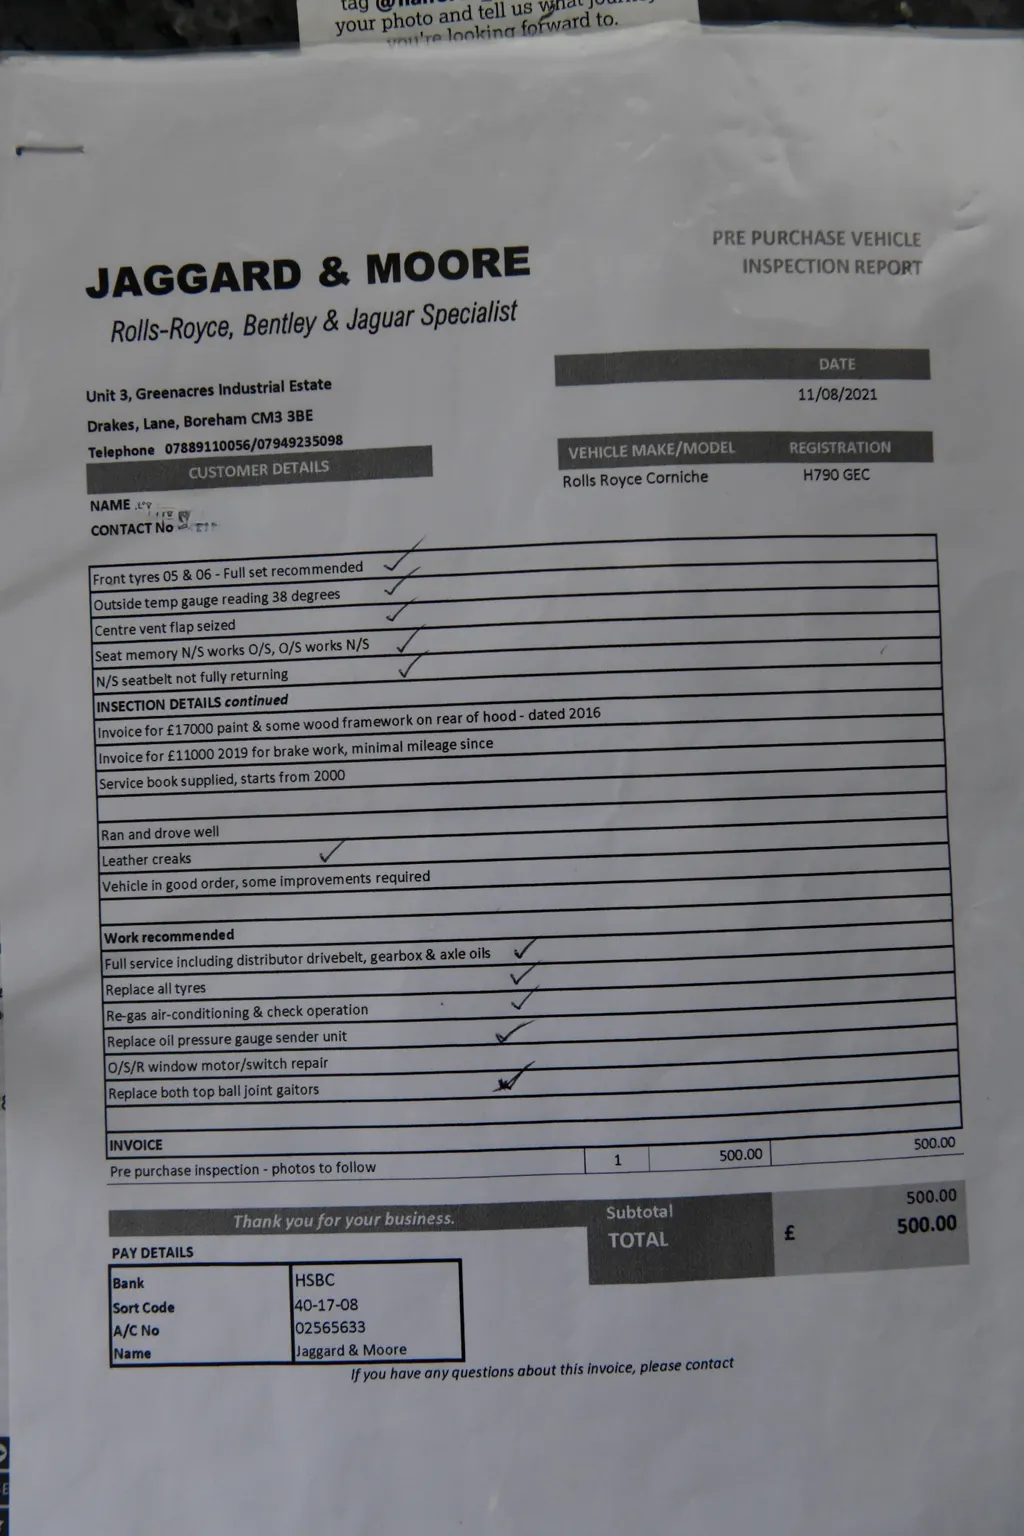 tag
your photo and tell us what
you're looking forward to.
PRE PURCHASE VEHICLE
INSPECTION REPORT
JAGGARD & MOORE
Rolls-Royce, Bentley & Jaguar Specialist
Unit 3, Greenacres Industrial Estate
Drakes, Lane, Boreham CM3 3BE
Telephone 07889110056/07949235098
DATE
11/08/2021
CUSTOMER DETAILS
VEHICLE MAKE/MODEL REGISTRATION
Rolls Royce Corniche H790 GEC
NAME
CONTACT No
Front tyres 05 & 06 - Full set recommended
Outside temp gauge reading 38 degrees
Centre vent flap seized
Seat memory N/S works O/S, O/S works N/S
N/S seatbelt not fully returning
INSECTION DETAILS continued
Invoice for £17000 paint & some wood framework on rear of hood - dated 2016
Invoice for £11000 2019 for brake work, minimal mileage since
Service book supplied, starts from 2000
Ran and drove well
Leather creaks
Vehicle in good order, some improvements required
Work recommended
Full service including distributor drivebelt, gearbox & axle oils
Replace all tyres
Re-gas air-conditioning & check operation
Replace oil pressure gauge sender unit
O/S/R window motor/switch repair
Replace both top ball joint gaitors
INVOICE
Pre purchase inspection - photos to follow 1 500.00 500.00
Thank you for your business.
Subtotal 500.00
TOTAL £ 500.00
PAY DETAILS
Bank HSBC
Sort Code 40-17-08
A/C No 02565633
Name Jaggard & Moore
If you have any questions about this invoice, please contact